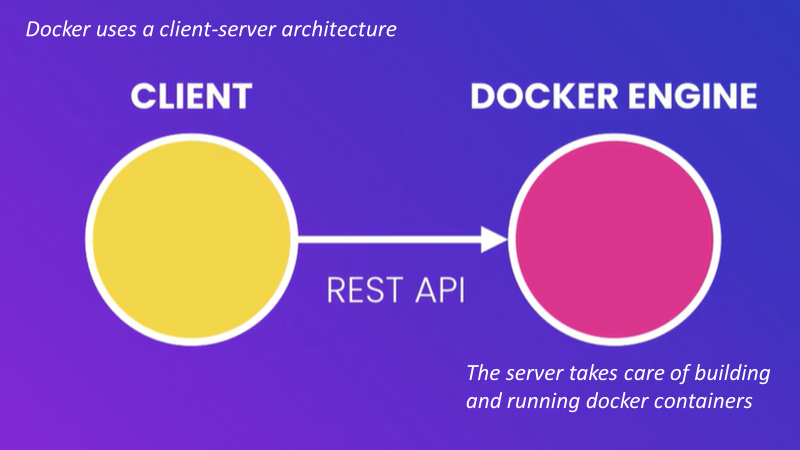 Docker uses a client-server architecture
CLIENT
DOCKER ENGINE
REST API
The server takes care of building
and running docker containers